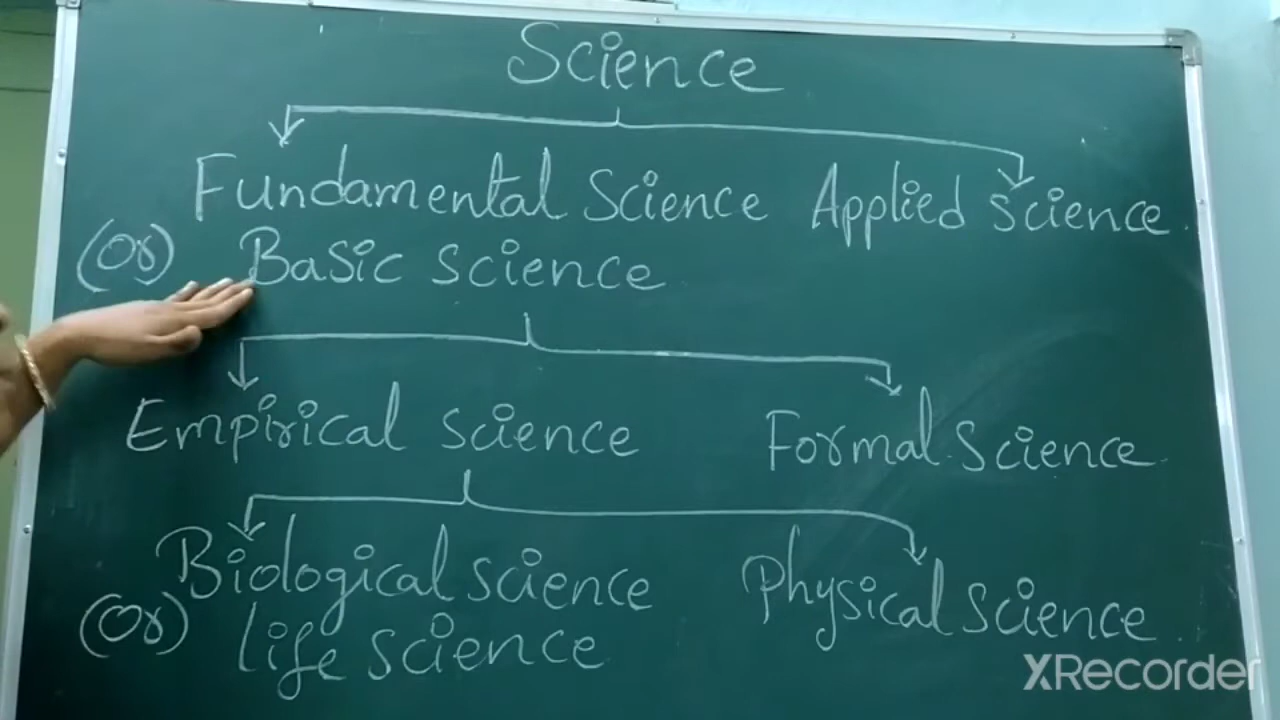 Science
Fundamental Science Applied Science.
(Or) Basic Science
Empirical Science Formal Science
Biological Science Physical Science.
(Or) life Science
XRecorder